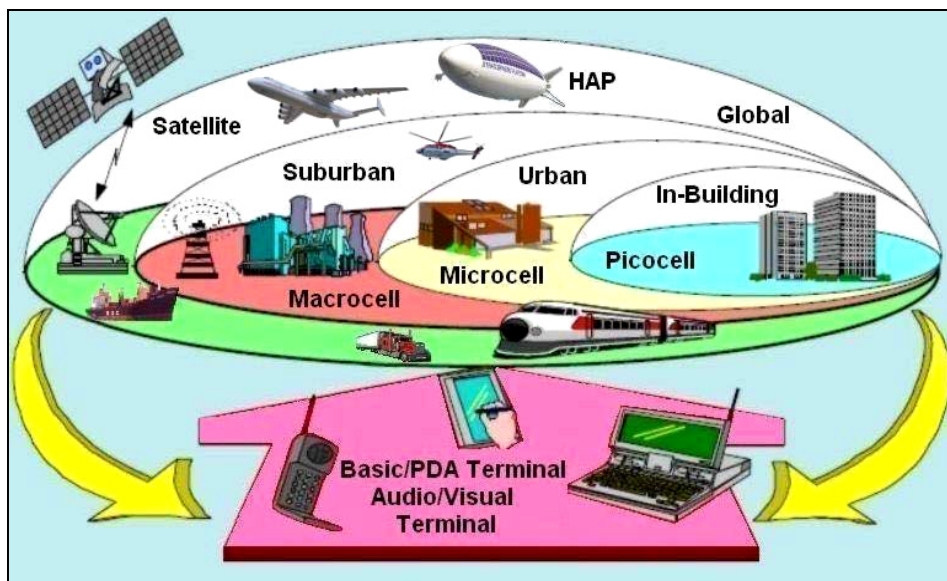 HAP
Satellite
Global
Suburban
Urban
In-Building
Picocell
Microcell
Macrocell
Basic/PDA Terminal
Audio/Visual
Terminal